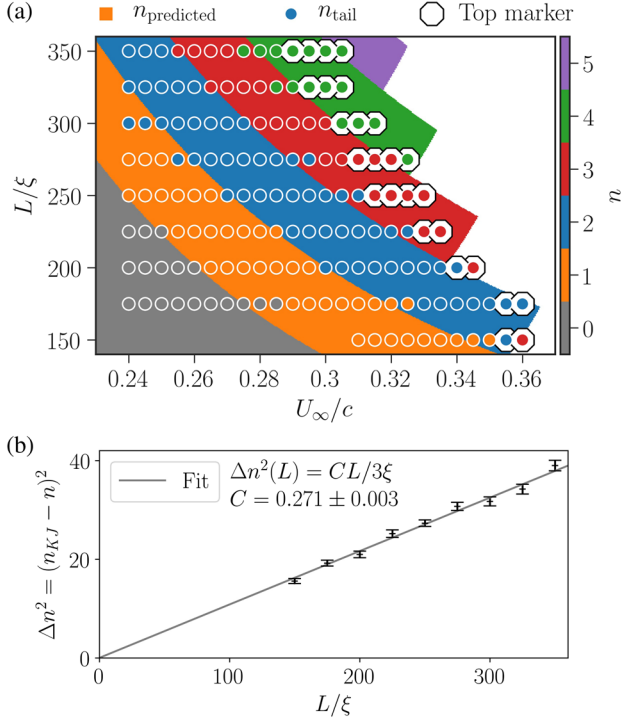 (a)
n_predicted n_tail Top marker
350
300
250
200
150
L/ξ
0.24 0.26 0.28 0.3 0.32 0.34 0.36
U_∞/c
5
4
3
2
1
0
n
(b)
Fit
Δn²(L) = CL/3ξ
C = 0.271 ± 0.003
40
20
0
Δn² = (n_{KJ} − n)²
0 100 200 300
L/ξ